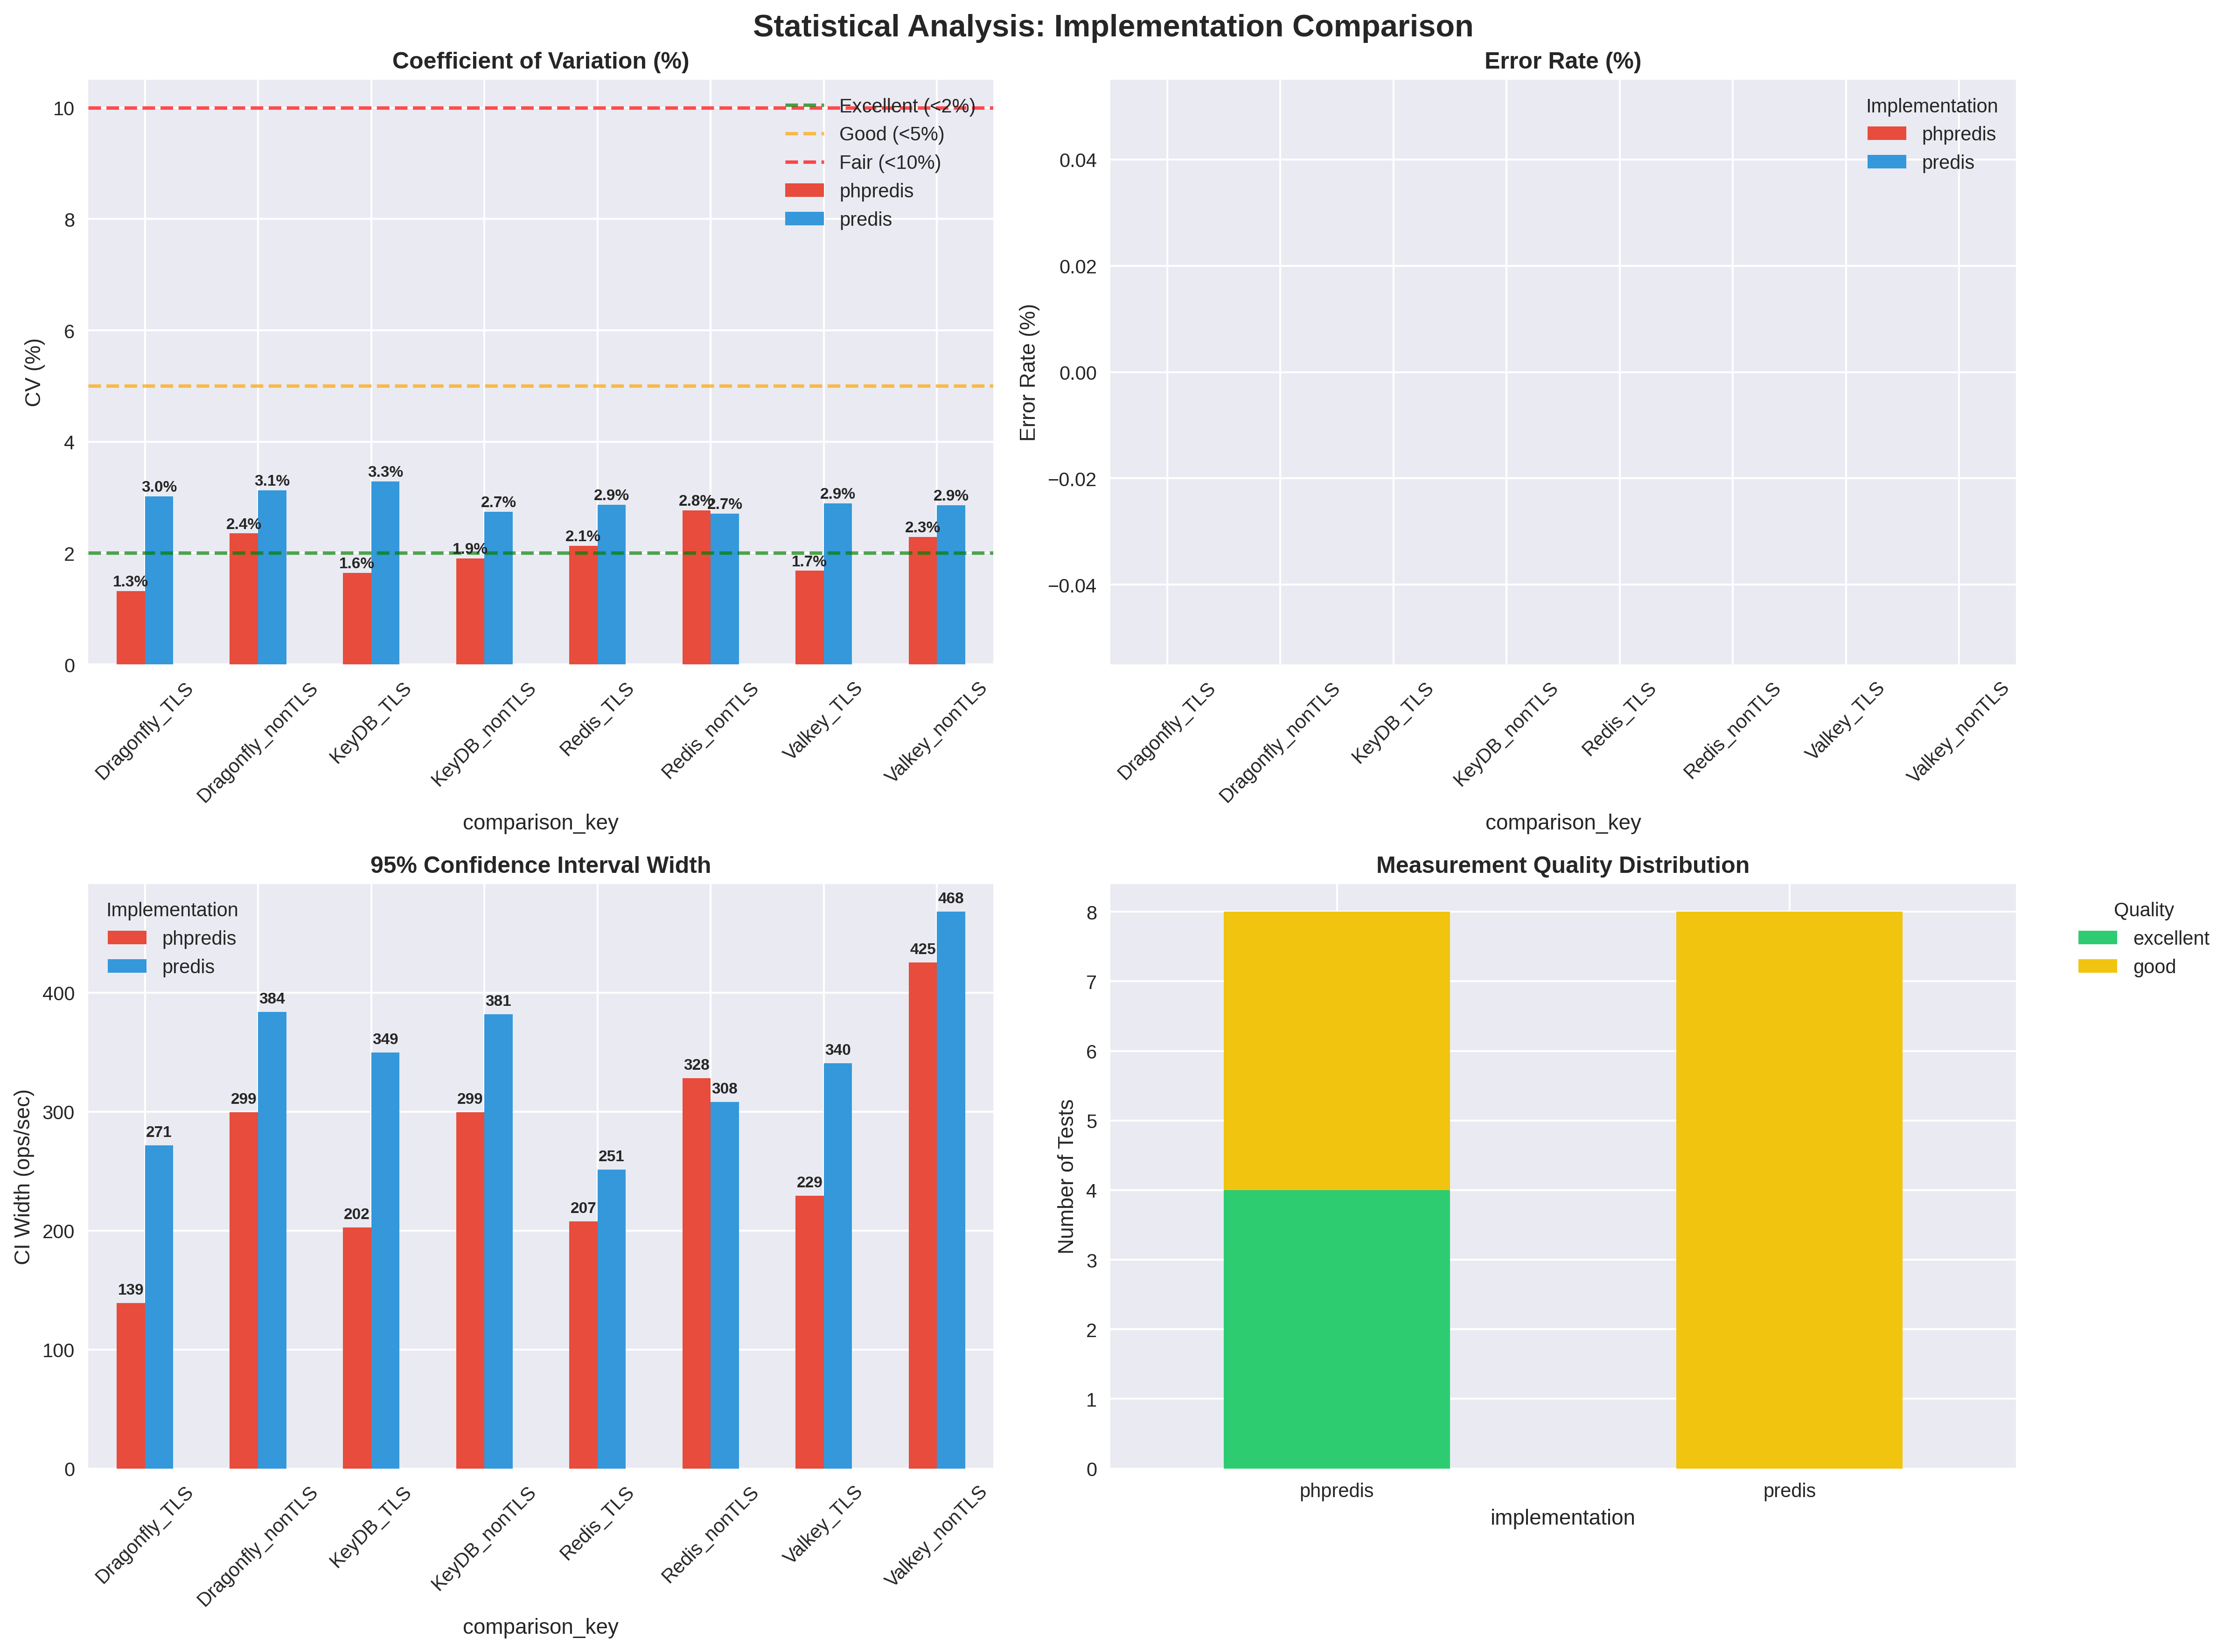 Statistical Analysis: Implementation Comparison
Coefficient of Variation (%)
CV (%)
10
8
6
4
2
0
Excellent (<2%)
Good (<5%)
Fair (<10%)
phpredis
predis
1.3%
3.0%
2.4%
3.1%
1.6%
3.3%
1.9%
2.7%
2.1%
2.9%
2.8%
2.7%
1.7%
2.9%
2.3%
2.9%
Dragonfly_TLS
Dragonfly_nonTLS
KeyDB_TLS
KeyDB_nonTLS
Redis_TLS
Redis_nonTLS
Valkey_TLS
Valkey_nonTLS
comparison_key
Error Rate (%)
Error Rate (%)
0.04
0.02
0.00
−0.02
−0.04
Implementation
phpredis
predis
Dragonfly_TLS
Dragonfly_nonTLS
KeyDB_TLS
KeyDB_nonTLS
Redis_TLS
Redis_nonTLS
Valkey_TLS
Valkey_nonTLS
comparison_key
95% Confidence Interval Width
CI Width (ops/sec)
400
300
200
100
0
Implementation
phpredis
predis
139
271
299
384
202
349
299
381
207
251
328
308
229
340
425
468
Dragonfly_TLS
Dragonfly_nonTLS
KeyDB_TLS
KeyDB_nonTLS
Redis_TLS
Redis_nonTLS
Valkey_TLS
Valkey_nonTLS
comparison_key
Measurement Quality Distribution
Number of Tests
8
7
6
5
4
3
2
1
0
phpredis
predis
implementation
Quality
excellent
good